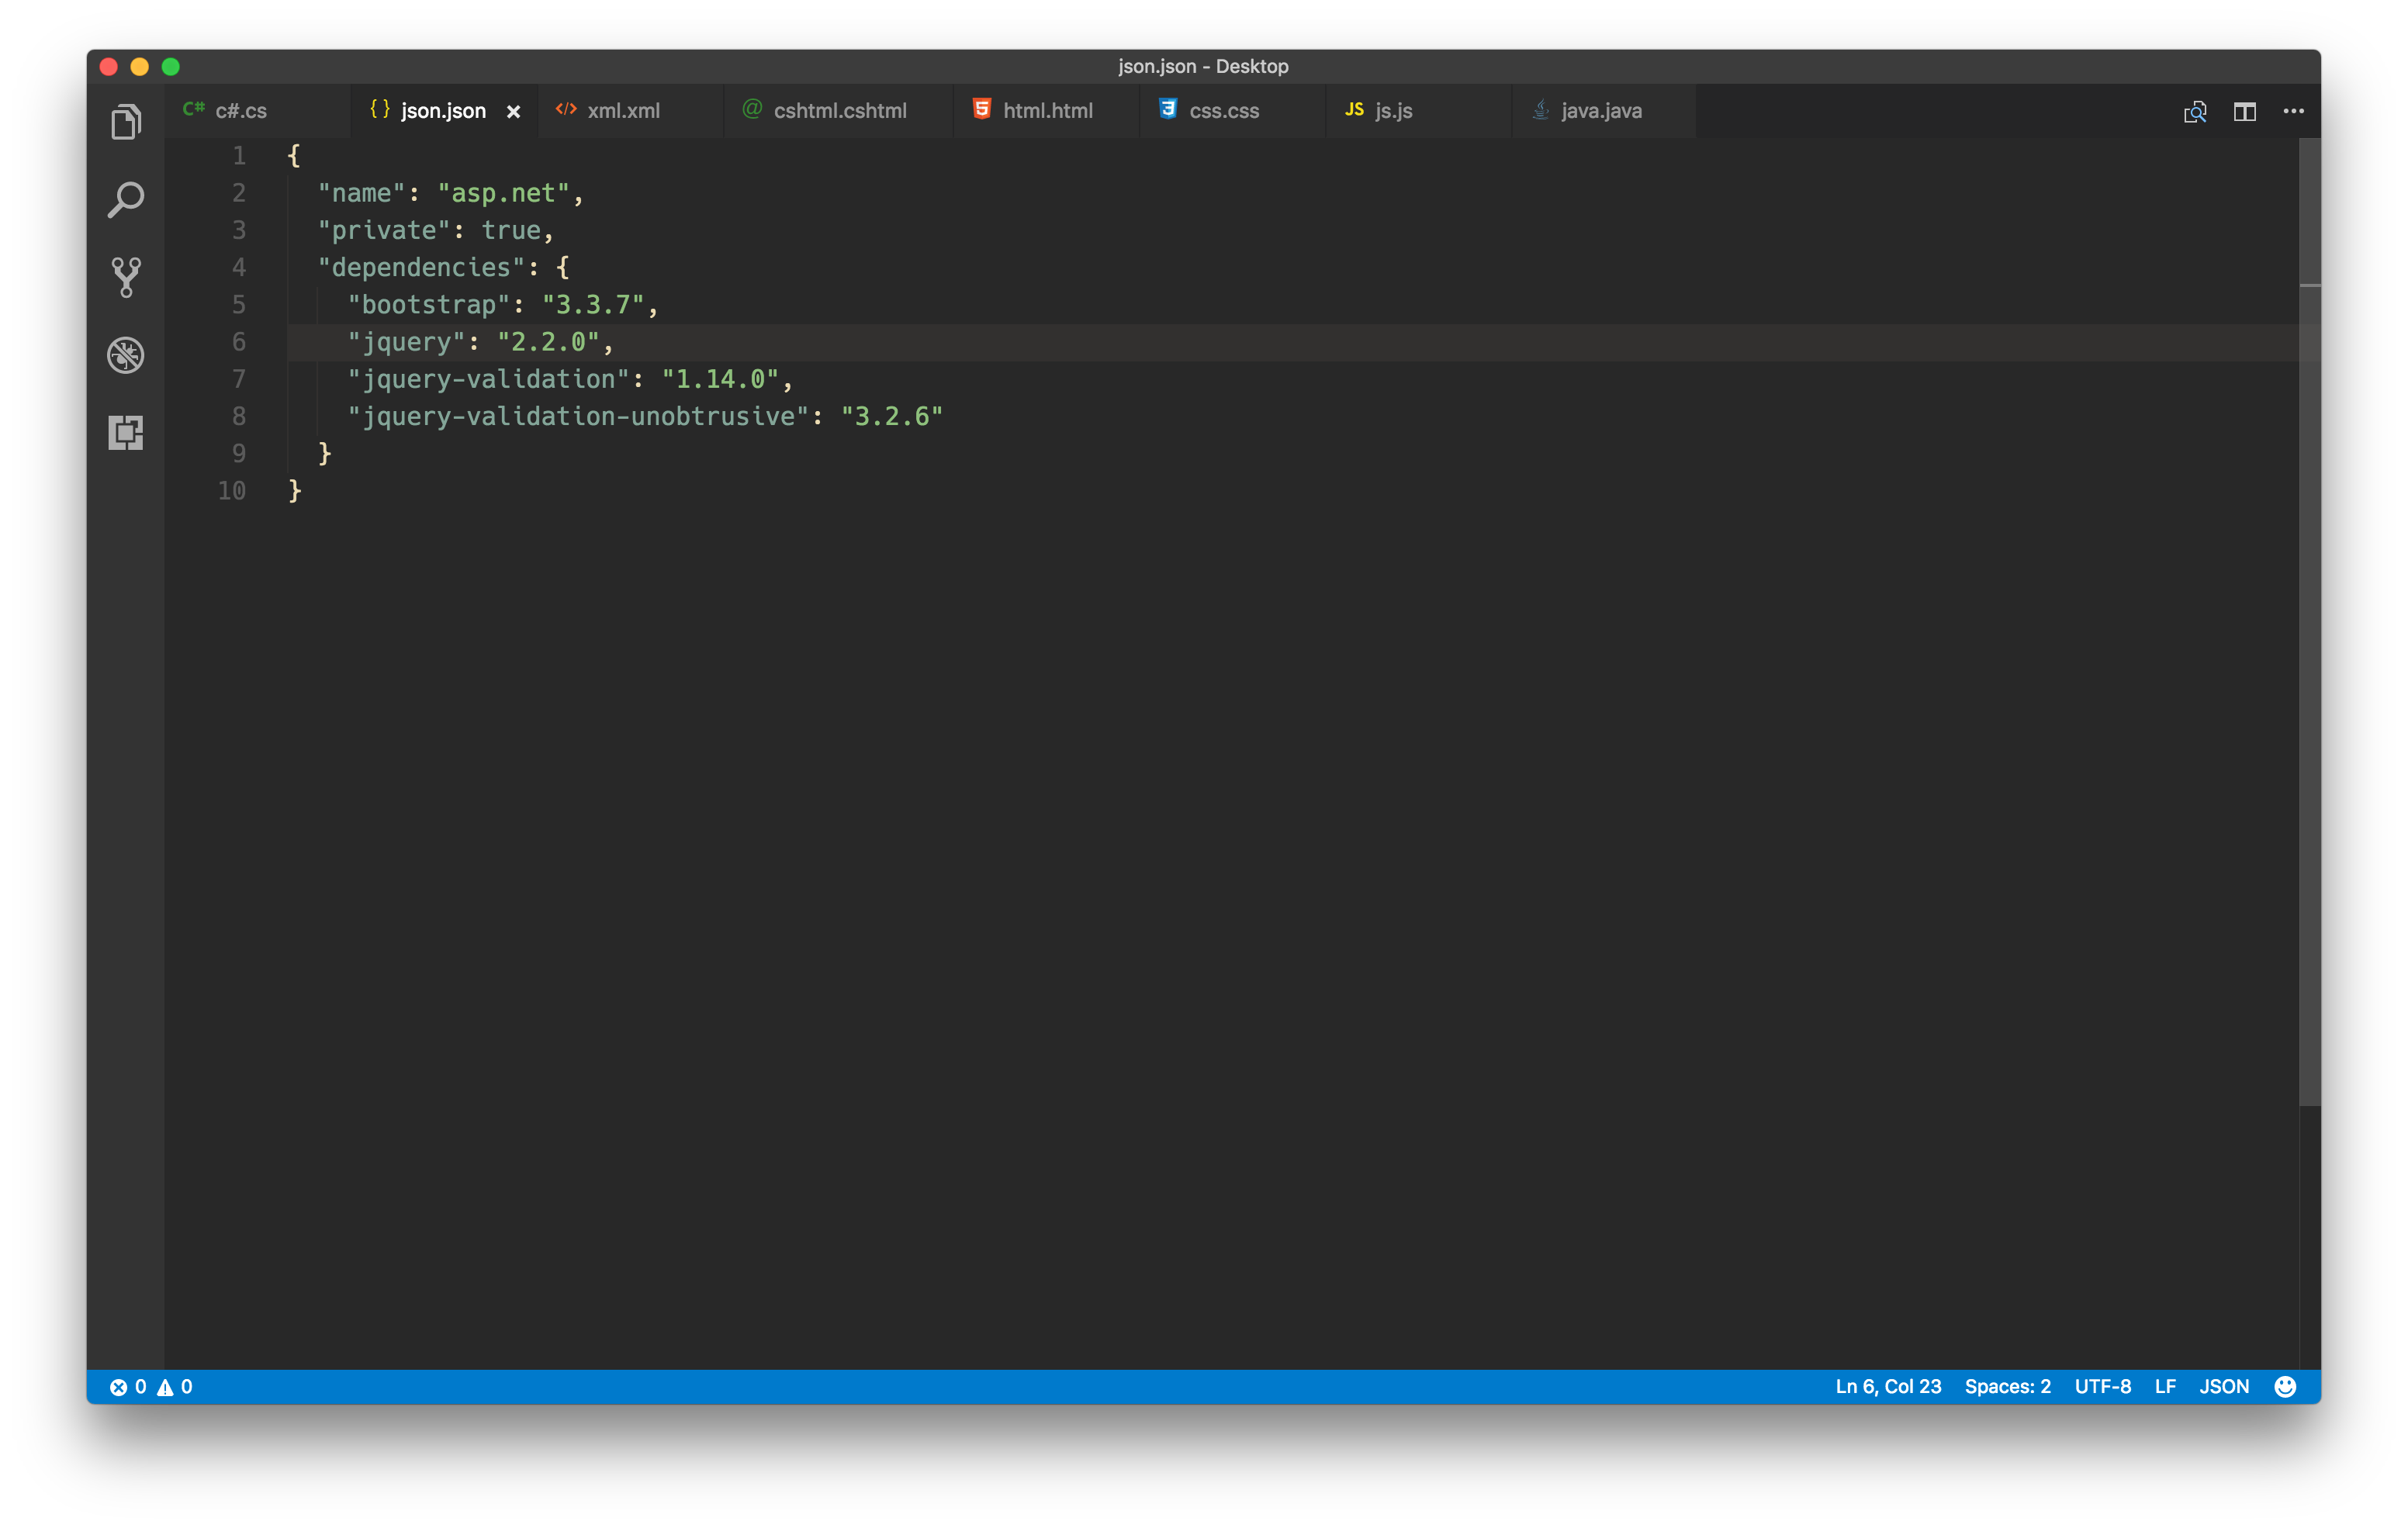 json.json - Desktop
C# c#.cs { } json.json × </> xml.xml @ cshtml.cshtml 5 html.html 3 css.css JS js.js java.java
1 {
2 "name": "asp.net",
3 "private": true,
4 "dependencies": {
5 "bootstrap": "3.3.7",
6 "jquery": "2.2.0",
7 "jquery-validation": "1.14.0",
8 "jquery-validation-unobtrusive": "3.2.6"
9 }
10 }
0 0 Ln 6, Col 23 Spaces: 2 UTF-8 LF JSON